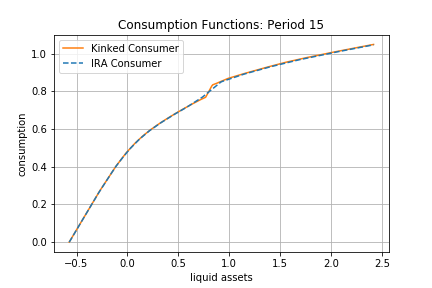 Consumption Functions: Period 15
Kinked Consumer
IRA Consumer
consumption
1.0
0.8
0.6
0.4
0.2
0.0
−0.5 0.0 0.5 1.0 1.5 2.0 2.5
liquid assets